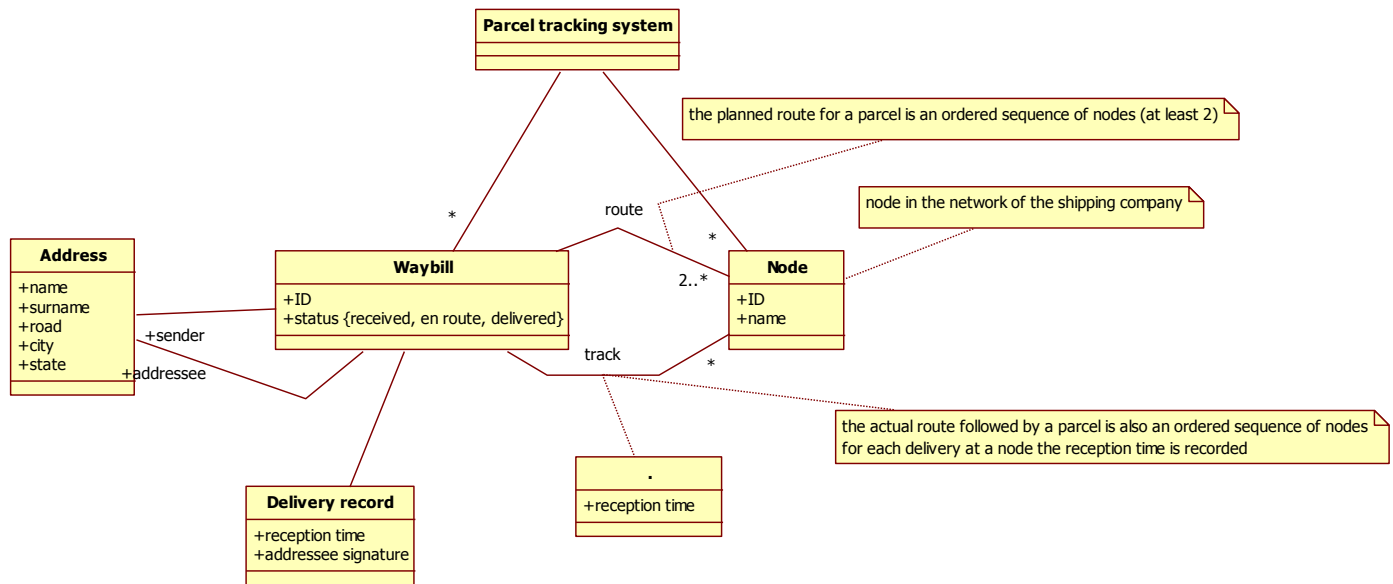 Parcel tracking system
the planned route for a parcel is an ordered sequence of nodes (at least 2)
node in the network of the shipping company
route
*
*
2..*
Address
+name
+surname
+road
+city
+state
Waybill
+ID
+status {received, en route, delivered}
Node
+ID
+name
+sender
+addressee
track
*
the actual route followed by a parcel is also an ordered sequence of nodes
for each delivery at a node the reception time is recorded
.
+reception time
Delivery record
+reception time
+addressee signature